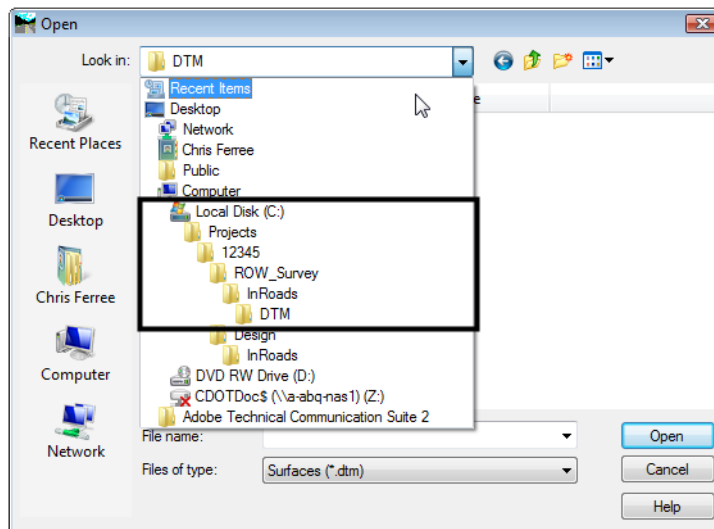 Open
Look in:
DTM
Recent Items
Desktop
Network
Chris Ferree
Public
Computer
Local Disk (C:)
Projects
12345
ROW_Survey
InRoads
DTM
Design
InRoads
DVD RW Drive (D:)
CDOTDoc$ (\\a-abq-nas1) (Z:)
Adobe Technical Communication Suite 2
Recent Places
Desktop
Chris Ferree
Computer
Network
File name:
Open
Files of type:
Surfaces (*.dtm)
Cancel
Help